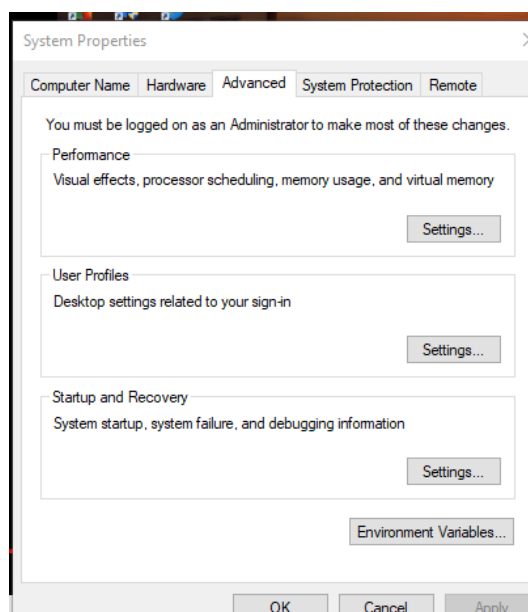 System Properties
Computer Name Hardware Advanced System Protection Remote
You must be logged on as an Administrator to make most of these changes.
Performance
Visual effects, processor scheduling, memory usage, and virtual memory
Settings...
User Profiles
Desktop settings related to your sign-in
Settings...
Startup and Recovery
System startup, system failure, and debugging information
Settings...
Environment Variables...
OK Cancel Apply